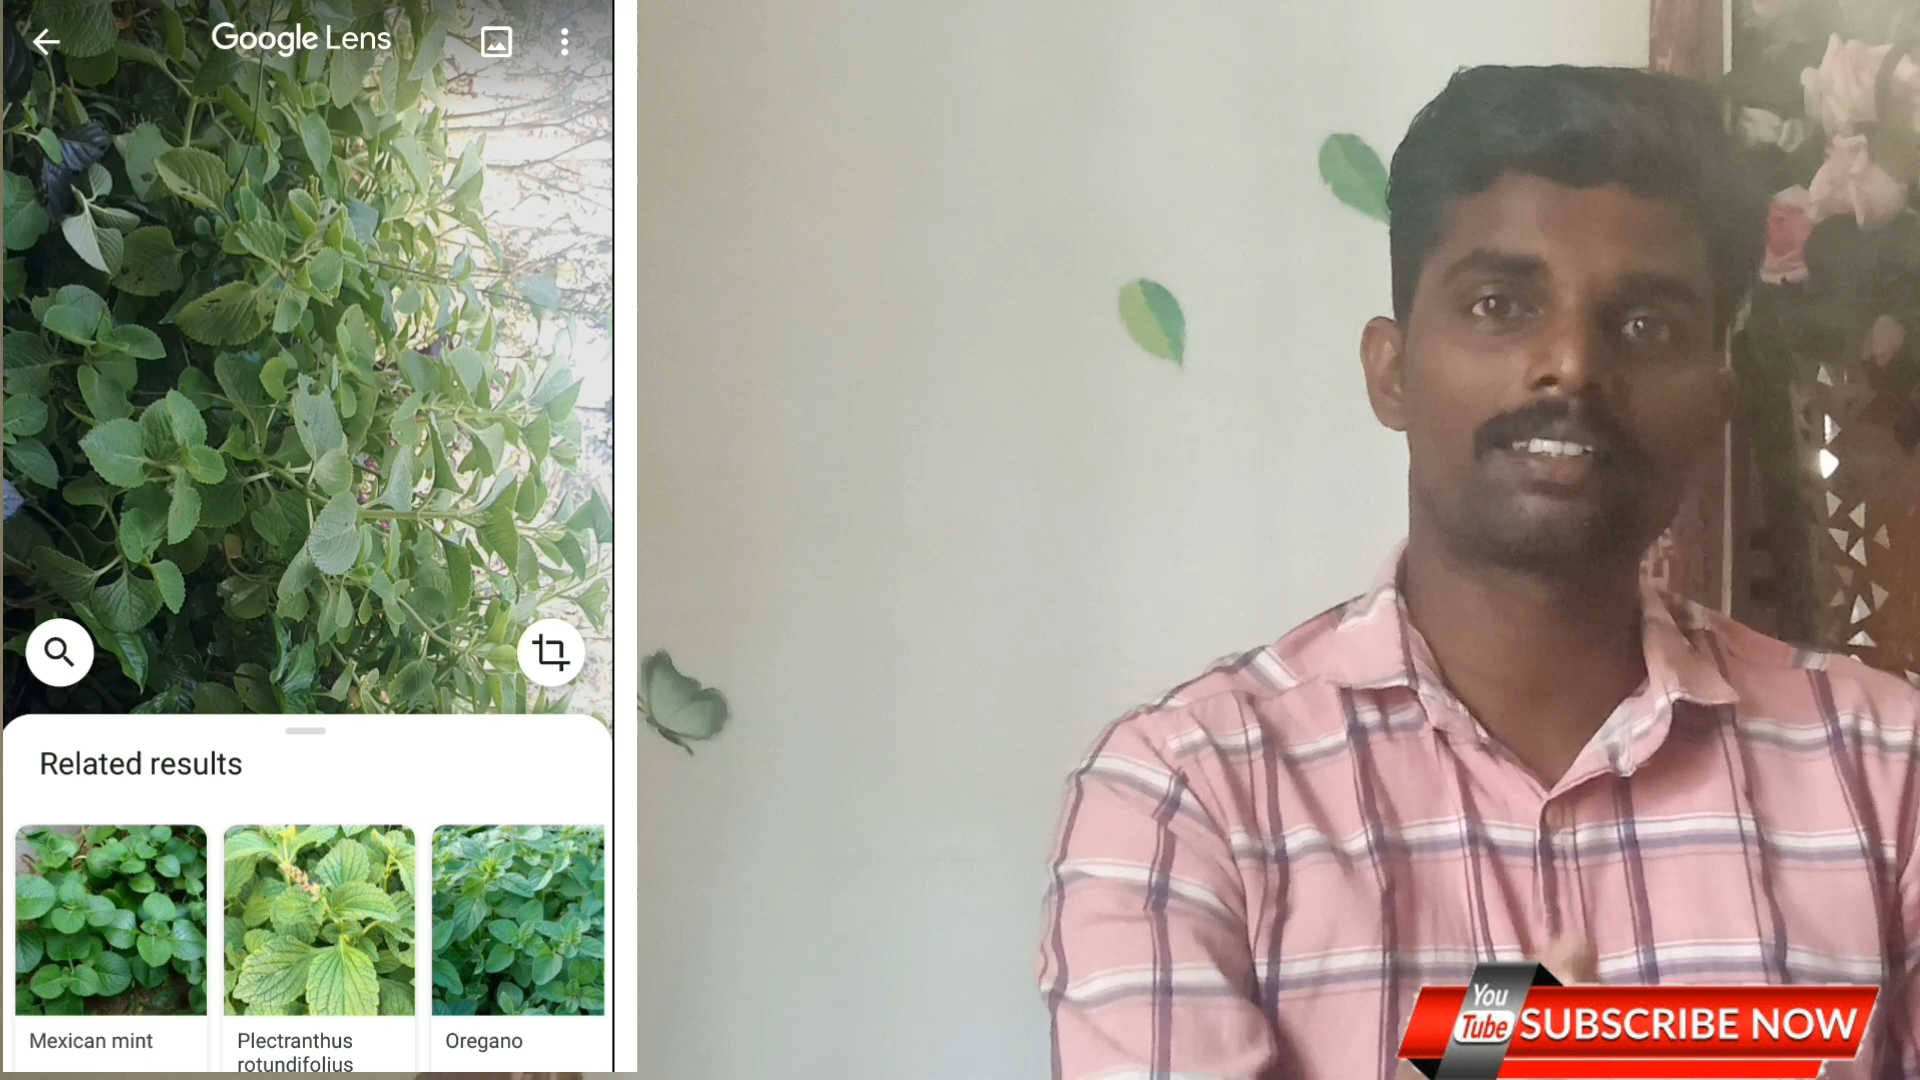 Google Lens
Related results
Mexican mint
Plectranthus
rotundifolius
Oregano
You
Tube
SUBSCRIBE NOW